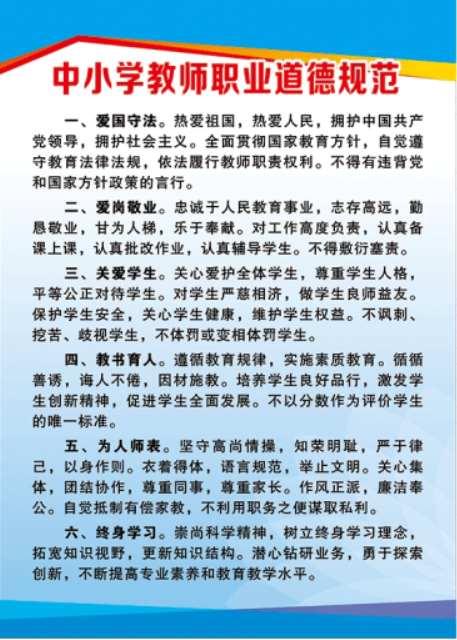 中小学教师职业道德规范
一、爱国守法。热爱祖国，热爱人民，拥护中国共产
党领导，拥护社会主义。全面贯彻国家教育方针，自觉遵
守教育法律法规，依法履行教师职责权利。不得有违背党
和国家方针政策的言行。
二、爱岗敬业。忠诚于人民教育事业，志存高远，勤
恳敬业，甘为人梯，乐于奉献。对工作高度负责，认真备
课上课，认真批改作业，认真辅导学生。不得敷衍塞责。
三、关爱学生。关心爱护全体学生，尊重学生人格，
平等公正对待学生。对学生严慈相济，做学生良师益友。
保护学生安全，关心学生健康，维护学生权益。不讽刺、
挖苦、歧视学生，不体罚或变相体罚学生。
四、教书育人。遵循教育规律，实施素质教育。循循
善诱，诲人不倦，因材施教。培养学生良好品行，激发学
生创新精神，促进学生全面发展。不以分数作为评价学生
的唯一标准。
五、为人师表。坚守高尚情操，知荣明耻，严于律
己，以身作则。衣着得体，语言规范，举止文明。关心集
体，团结协作，尊重同事，尊重家长。作风正派，廉洁奉
公。自觉抵制有偿家教，不利用职务之便谋取私利。
六、终身学习。崇尚科学精神，树立终身学习理念，
拓宽知识视野，更新知识结构。潜心钻研业务，勇于探索
创新，不断提高专业素养和教育教学水平。